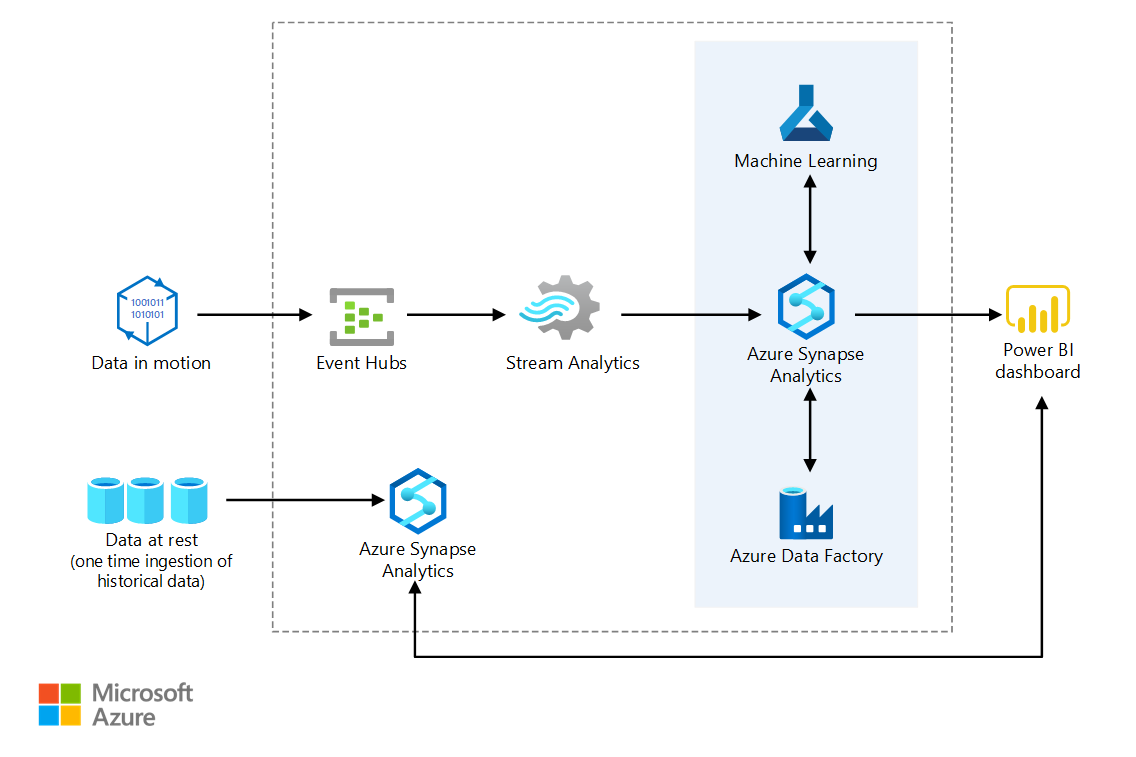 Machine Learning
1001011
1010101
Data in motion
Event Hubs
Stream Analytics
Azure Synapse
Analytics
Power BI
dashboard
Data at rest
(one time ingestion of
historical data)
Azure Synapse
Analytics
Azure Data Factory
Microsoft
Azure